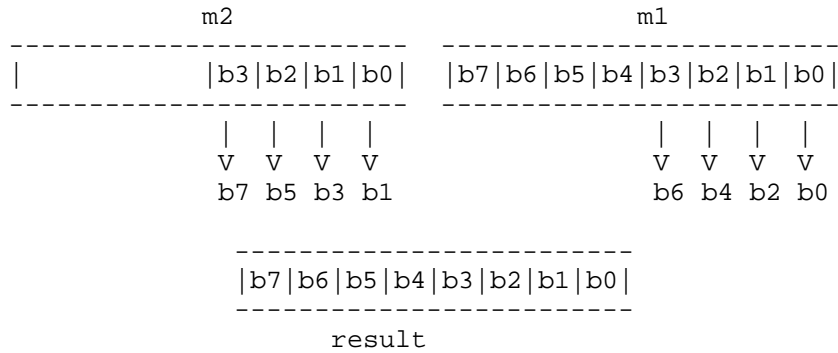 m2 m1
-------------------------- --------------------------
| |b3|b2|b1|b0| |b7|b6|b5|b4|b3|b2|b1|b0|
-------------------------- --------------------------
| | | | | | | |
V V V V V V V V
b7 b5 b3 b1 b6 b4 b2 b0
--------------------------
|b7|b6|b5|b4|b3|b2|b1|b0|
--------------------------
result